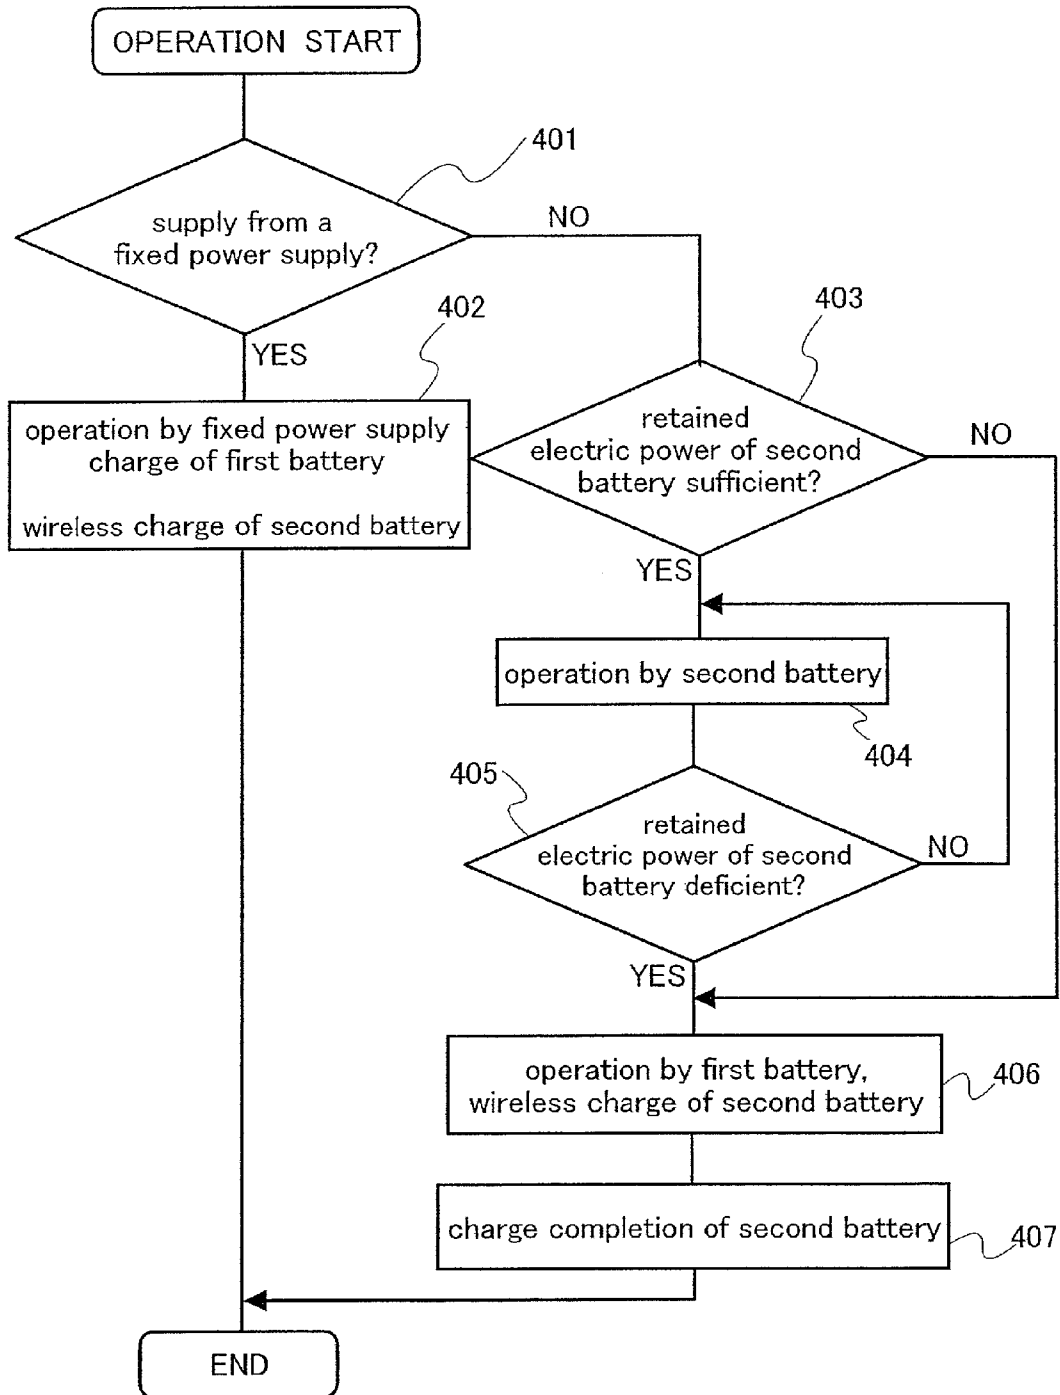 OPERATION START
401
supply from a
fixed power supply?
NO
YES
402
operation by fixed power supply
charge of first battery
wireless charge of second battery
403
retained
electric power of second
battery sufficient?
NO
YES
operation by second battery
404
405
retained
electric power of second
battery deficient?
NO
YES
operation by first battery,
wireless charge of second battery
406
charge completion of second battery
407
END